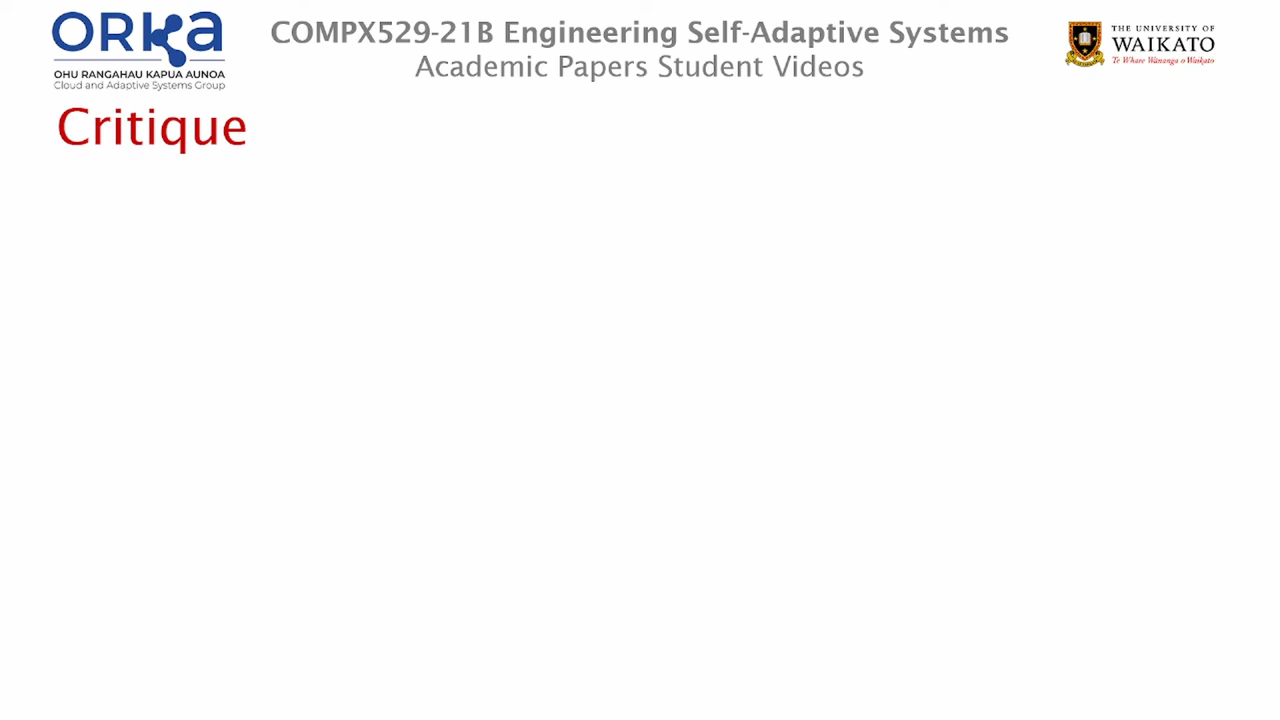 ORKa
OHU RANGAHAU KAPUA AUNOA
Cloud and Adaptive Systems Group
COMPX529-21B Engineering Self-Adaptive Systems
Academic Papers Student Videos
THE UNIVERSITY OF
WAIKATO
Te Whare Wānanga o Waikato
Critique